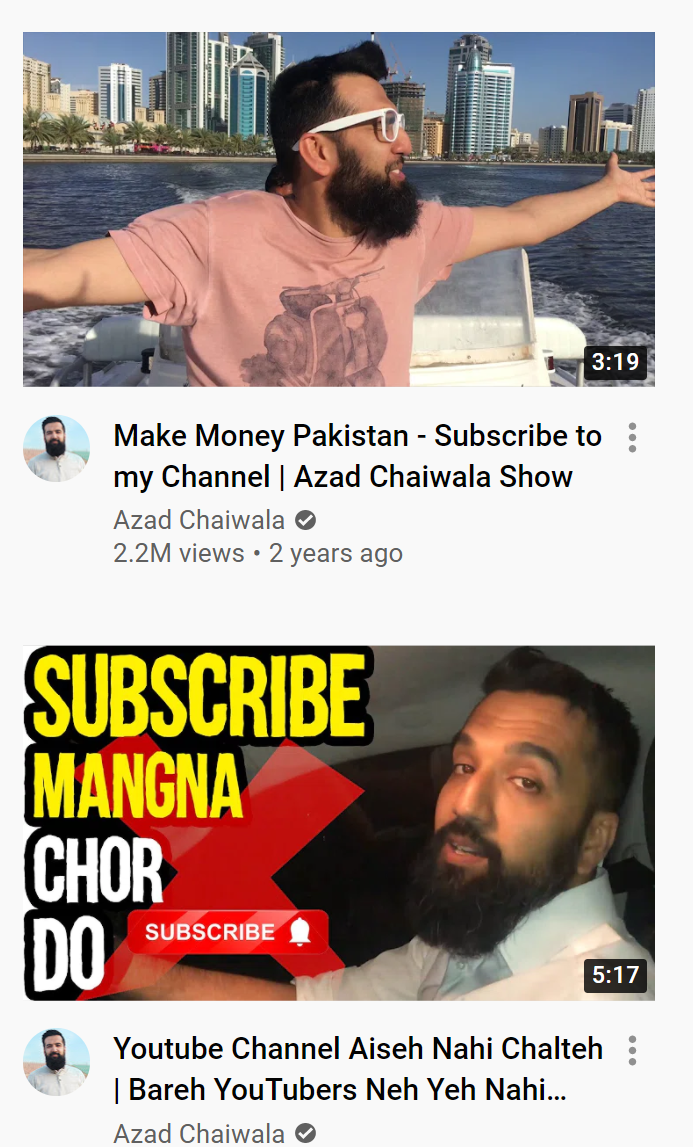 3:19
Make Money Pakistan - Subscribe to
my Channel | Azad Chaiwala Show
Azad Chaiwala
2.2M views • 2 years ago
SUBSCRIBE
MANGNA
CHOR
DO
SUBSCRIBE
5:17
Youtube Channel Aiseh Nahi Chalteh
| Bareh YouTubers Neh Yeh Nahi...
Azad Chaiwala